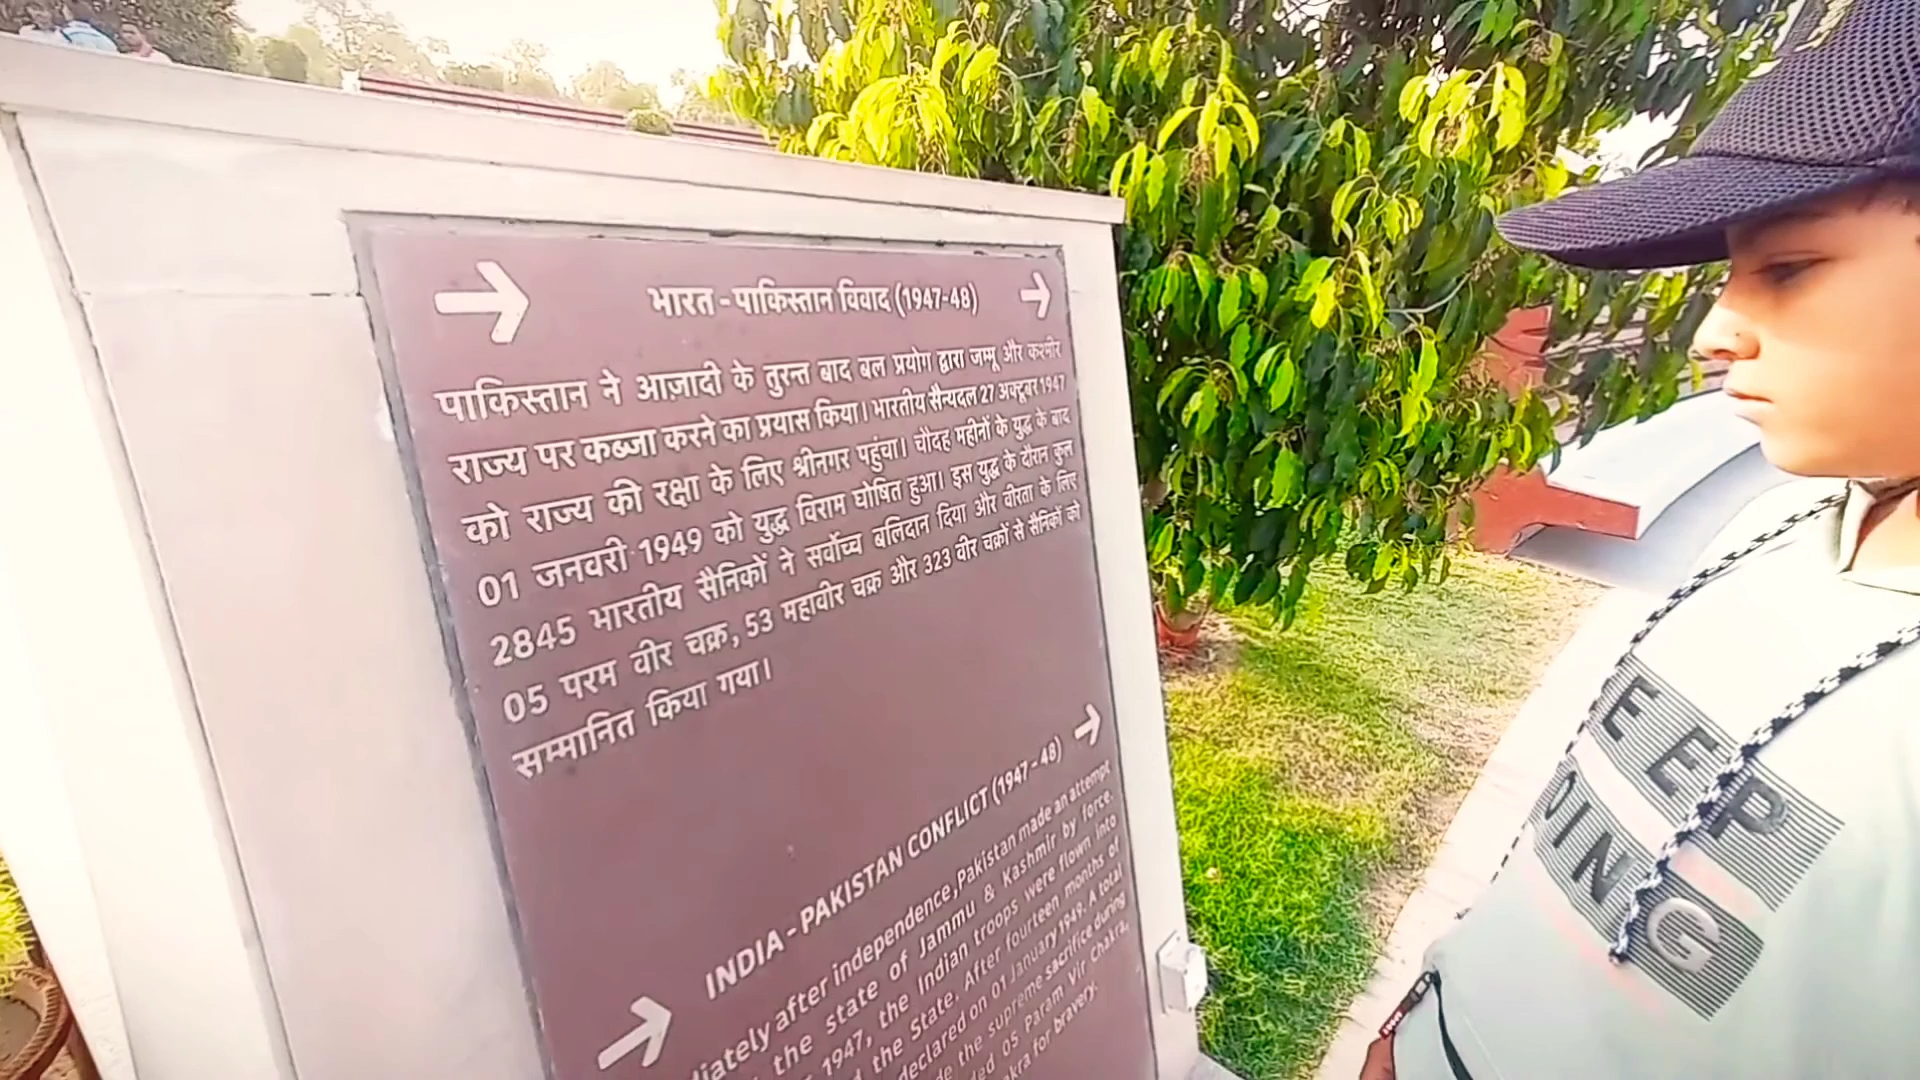 भारत - पाकिस्तान विवाद (1947-48)
पाकिस्तान ने आज़ादी के तुरन्त बाद बल प्रयोग द्वारा जम्मू और कश्मीर
राज्य पर कब्जा करने का प्रयास किया। भारतीय सैन्यदल 27 अक्टूबर 1947
को राज्य की रक्षा के लिए श्रीनगर पहुंचा। चौदह महीनों के युद्ध के बाद
01 जनवरी 1949 को युद्ध विराम घोषित हुआ। इस युद्ध के दौरान कुल
2845 भारतीय सैनिकों ने सर्वोच्च बलिदान दिया और वीरता के लिए
05 परम वीर चक्र, 53 महावीर चक्र और 323 वीर चक्रों से सैनिकों को
सम्मानित किया गया।
INDIA - PAKISTAN CONFLICT (1947 - 48)
after independence, Pakistan made an attempt
the state of Jammu & Kashmir by force.
1947, the Indian troops were flown into
the State. After fourteen months of
declared on 01 January 1949. A total
the supreme sacrifice during
05 Param Vir Chakra,
for bravery.
EEP
DING